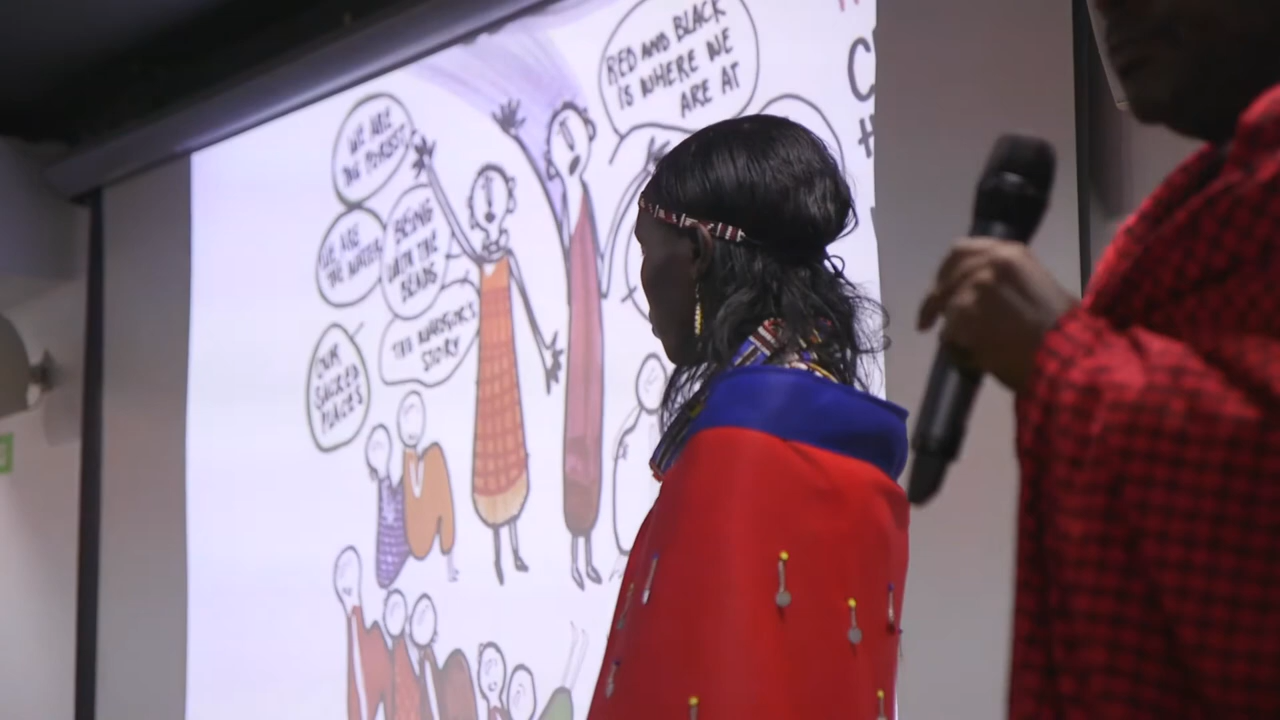 WE ARE
THE FOREST
WE ARE
THE WATER
BEING
WITH THE
BEADS
THE WARRIOR'S
STORY
OUR
SACRED
PLACES
RED AND BLACK
IS WHERE WE
ARE AT